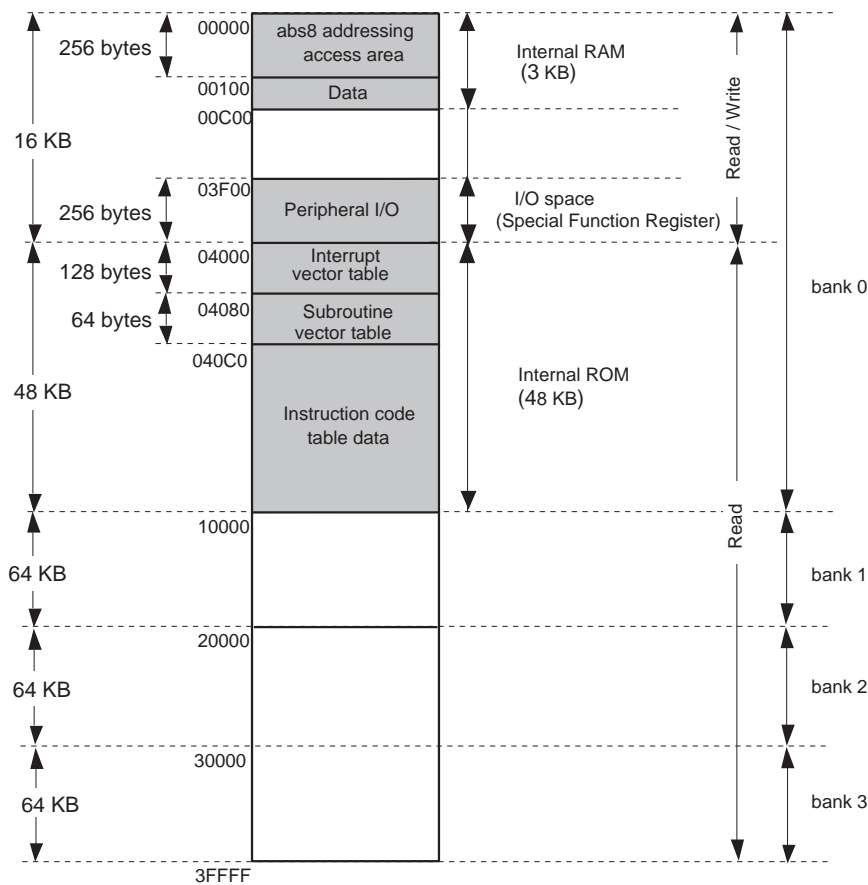 00000
abs8 addressing
access area
256 bytes
Internal RAM
(3 KB)
00100
Data
00C00
16 KB
Read / Write
03F00
256 bytes
Peripheral I/O
I/O space
(Special Function Register)
04000
128 bytes
Interrupt
vector table
bank 0
04080
64 bytes
Subroutine
vector table
040C0
48 KB
Internal ROM
(48 KB)
Instruction code
table data
10000
Read
64 KB
bank 1
20000
64 KB
bank 2
30000
64 KB
bank 3
3FFFF